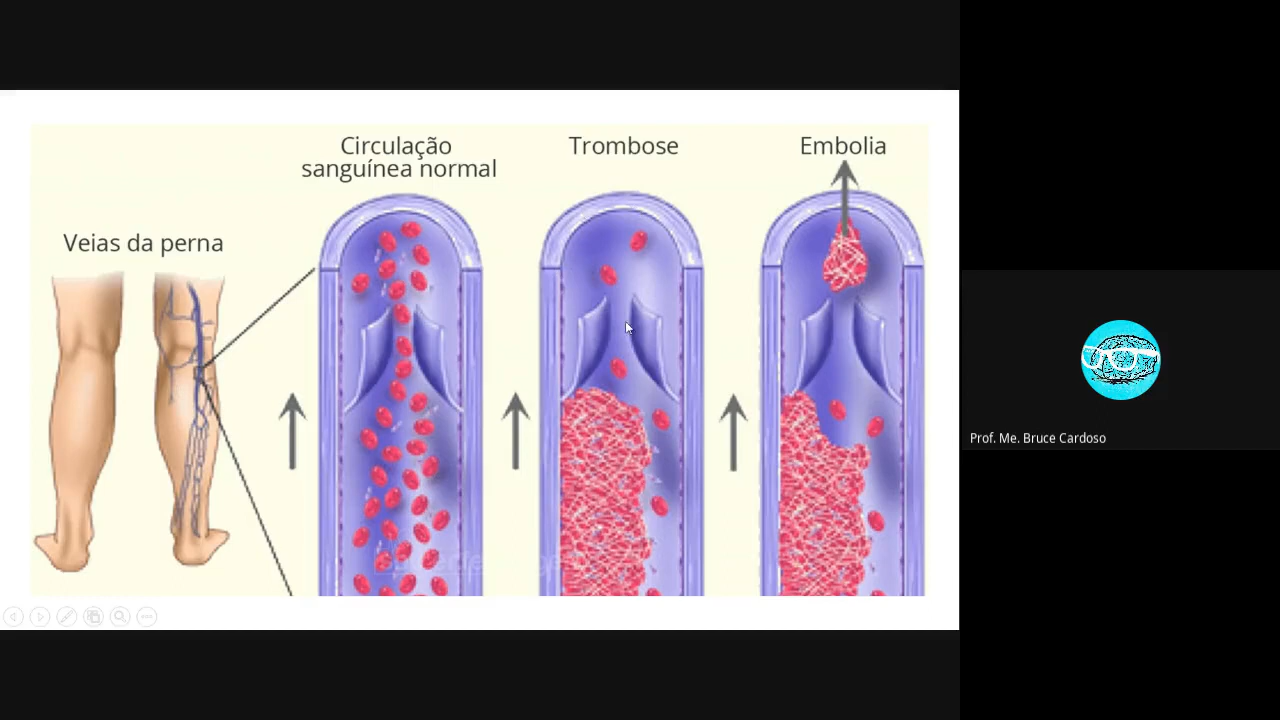 Circulação
sanguínea normal
Trombose
Embolia
Veias da perna
Prof. Me. Bruce Cardoso